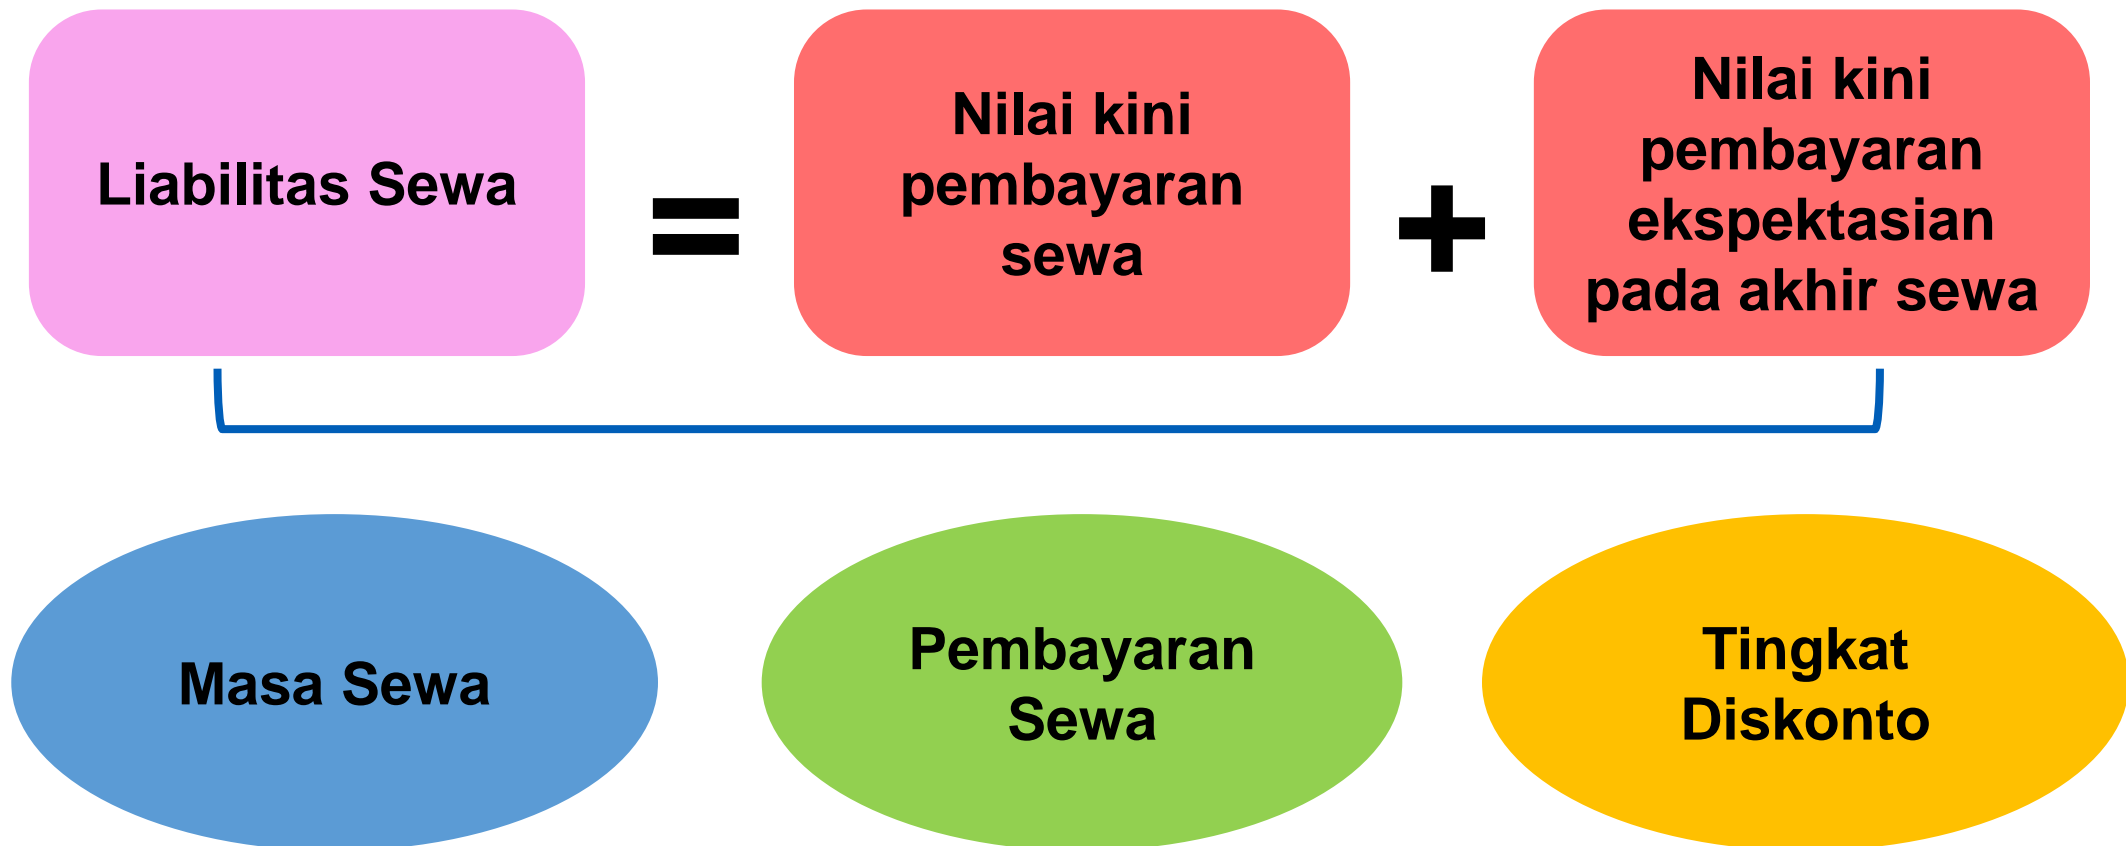 Liabilitas Sewa
=
Nilai kini
pembayaran
sewa
+
Nilai kini
pembayaran
ekspektasian
pada akhir sewa
Masa Sewa
Pembayaran
Sewa
Tingkat
Diskonto